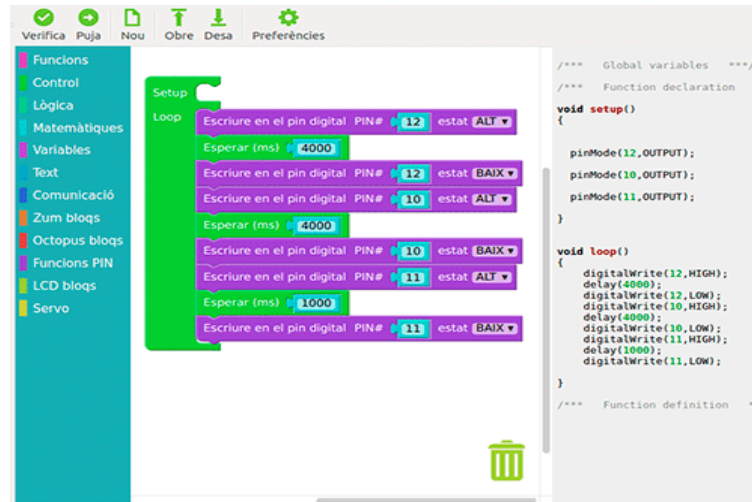 Verifica Puja Nou Obre Desa Preferències
Funcions
Control
Lògica
Matemàtiques
Variables
Text
Comunicació
Zum bloqs
Octopus bloqs
Funcions PIN
LCD bloqs
Servo
Setup
Loop
Escriure en el pin digital PIN# 12 estat ALT
Esperar (ms) 4000
Escriure en el pin digital PIN# 12 estat BAIX
Escriure en el pin digital PIN# 10 estat ALT
Esperar (ms) 4000
Escriure en el pin digital PIN# 10 estat BAIX
Escriure en el pin digital PIN# 11 estat ALT
Esperar (ms) 1000
Escriure en el pin digital PIN# 11 estat BAIX
/*** Global variables ***/
/*** Function declaration
void setup()
{
pinMode(12,OUTPUT);
pinMode(10,OUTPUT);
pinMode(11,OUTPUT);
}
void loop()
{
digitalWrite(12,HIGH);
delay(4000);
digitalWrite(12,LOW);
digitalWrite(10,HIGH);
delay(4000);
digitalWrite(10,LOW);
digitalWrite(11,HIGH);
delay(1000);
digitalWrite(11,LOW);
}
/*** Function definition *